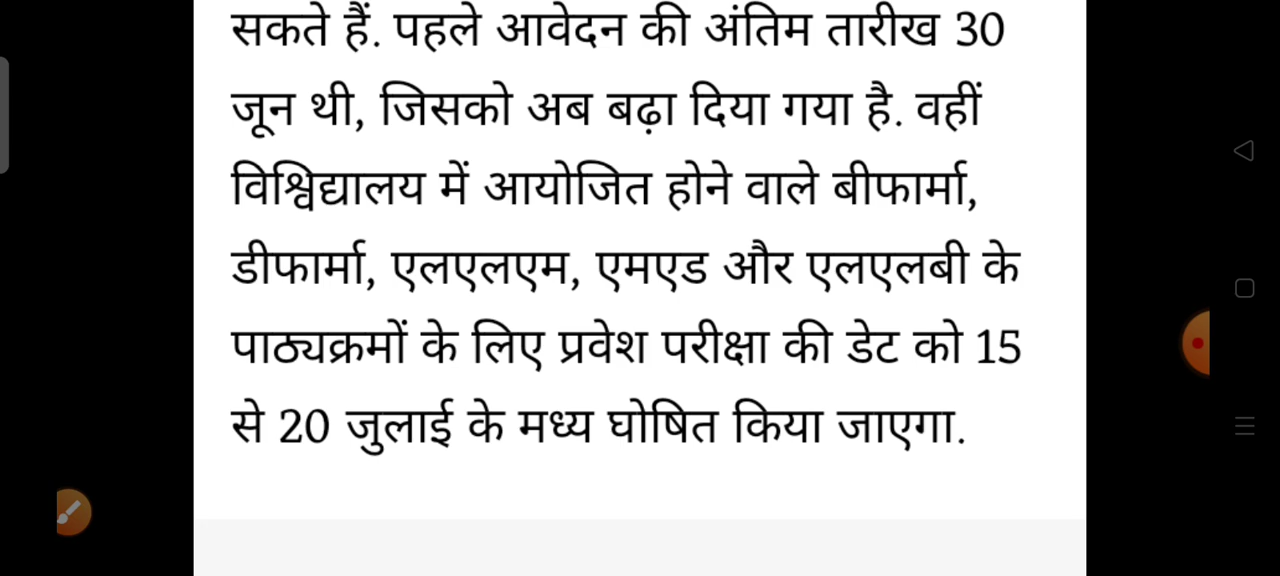 सकते हैं. पहले आवेदन की अंतिम तारीख 30
जून थी, जिसको अब बढ़ा दिया गया है. वहीं
विश्विद्यालय में आयोजित होने वाले बीफार्मा,
डीफार्मा, एलएलएम, एमएड और एलएलबी के
पाठ्यक्रमों के लिए प्रवेश परीक्षा की डेट को 15
से 20 जुलाई के मध्य घोषित किया जाएगा.